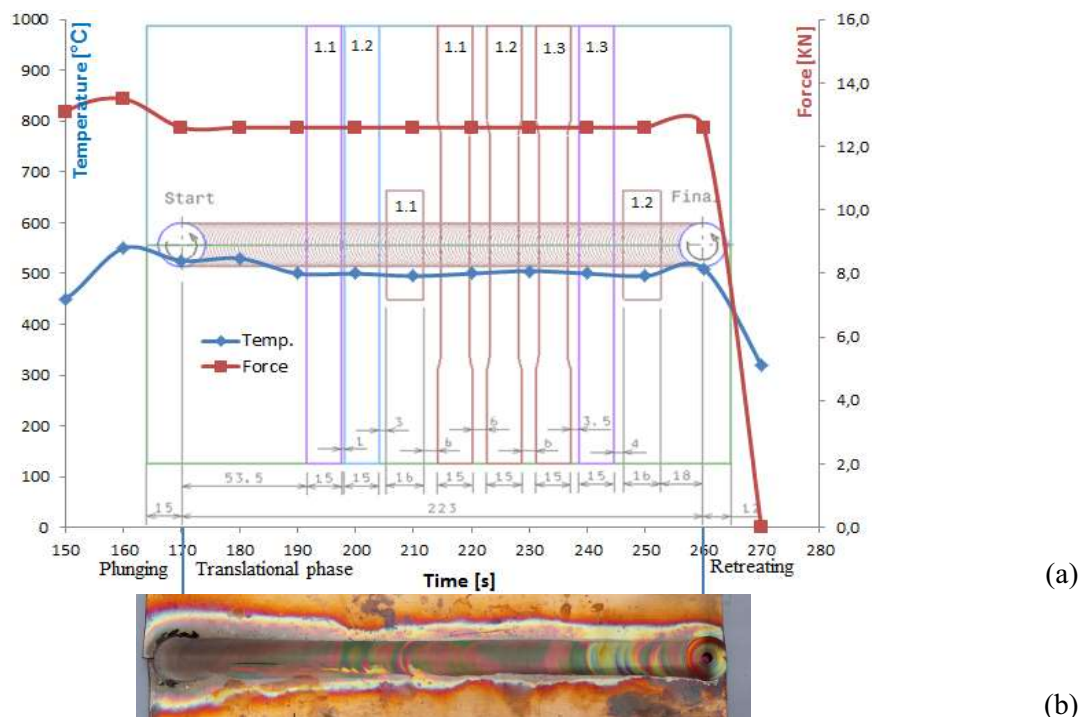 1000
900
800
700
600
500
400
300
200
100
0
Temperature [°C]
16,0
14,0
12,0
10,0
8,0
6,0
4,0
2,0
0,0
Force [KN]
1.1 1.2 1.1 1.2 1.3 1.3
Start
Final
1.1 1.2
Temp.
Force
3 6 3.5
1 6 6 4
53.5 15 15 16 15 15 15 15 16 18
15 223 12
150 160 170 180 190 200 210 220 230 240 250 260 270 280
Plunging Translational phase Time [s] Retreating
(a)
(b)